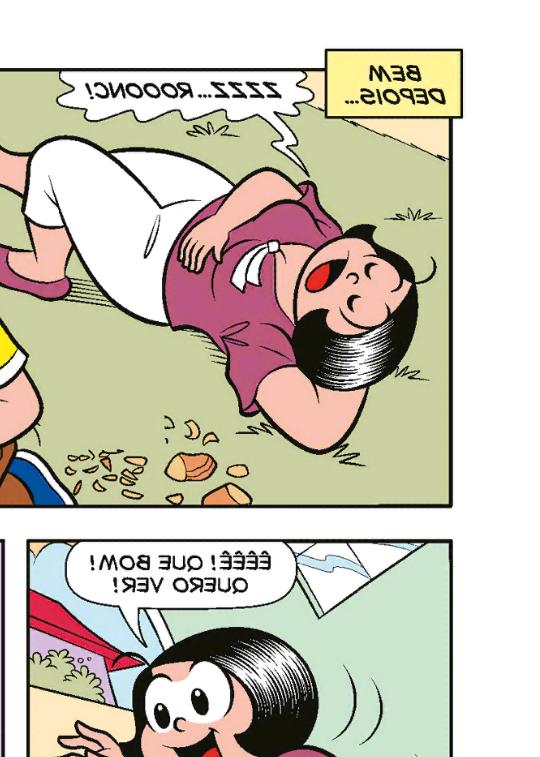 BEM
DEPOIS...
ZZZZ...ROOONC!
ÊÊÊÊ! QUE BOM!
QUERO VER!